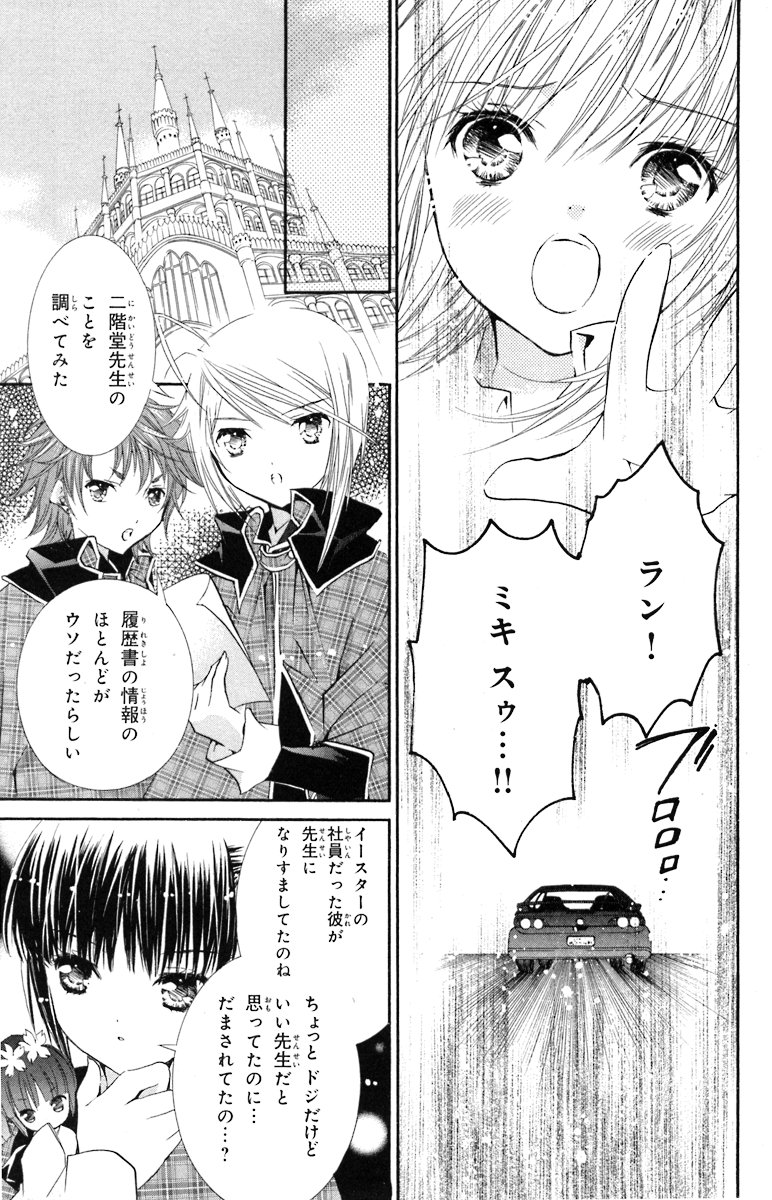 ラン!
ミキ スゥ…!!
ブロロロ…
二階堂先生の
ことを
調べてみた
履歴書の情報の
ほとんどが
ウソだったらしい
イースターの
社員だった彼が
先生に
なりすましてたのね
ちょっと ドジだけど
いい先生だと
思ってたのに…
だまされてたの…?